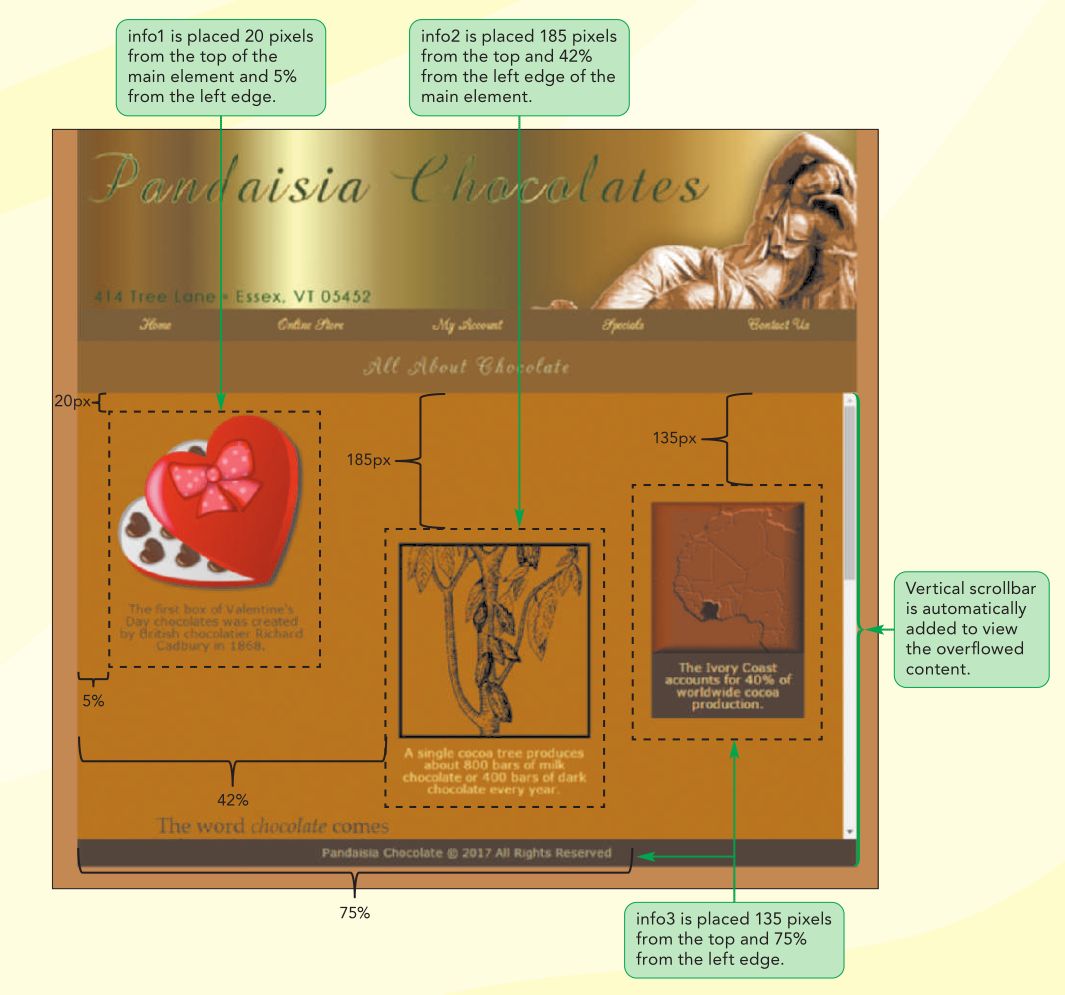 info1 is placed 20 pixels
from the top of the
main element and 5%
from the left edge.
info2 is placed 185 pixels
from the top and 42%
from the left edge of the
main element.
Pandaisia Chocolates
414 Tree Lane • Essex, VT 05452
Home Online Store My Account Specials Contact Us
All About Chocolate
20px
185px
135px
The first box of Valentine's
Day chocolates was created
by British chocolatier Richard
Cadbury in 1868.
5%
The Ivory Coast
accounts for 40% of
worldwide cocoa
production.
Vertical scrollbar
is automatically
added to view
the overflowed
content.
A single cocoa tree produces
about 800 bars of milk
chocolate or 400 bars of dark
chocolate every year.
42%
The word chocolate comes
Pandaisia Chocolate © 2017 All Rights Reserved
75%
info3 is placed 135 pixels
from the top and 75%
from the left edge.